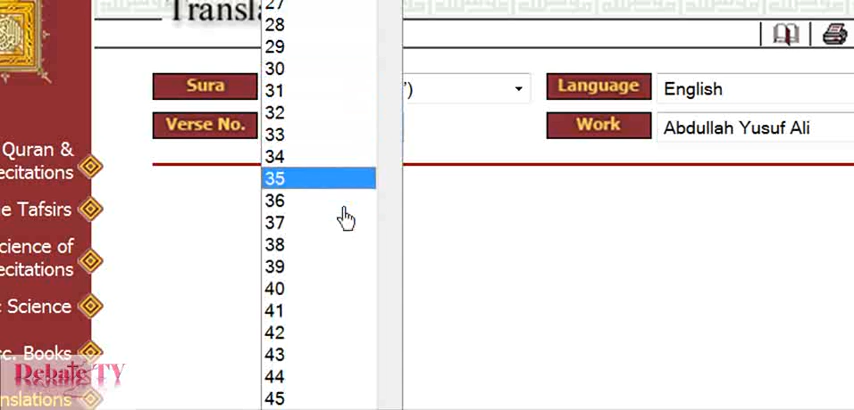 Transla
27
28
29
30
31
32
33
34
35
36
37
38
39
40
41
42
43
44
45
Sura
')
Language
English
Verse No.
Work
Abdullah Yusuf Ali
Quran &
ecitations
e Tafsirs
cience of
ecitations
c Science
sc. Books
nslations